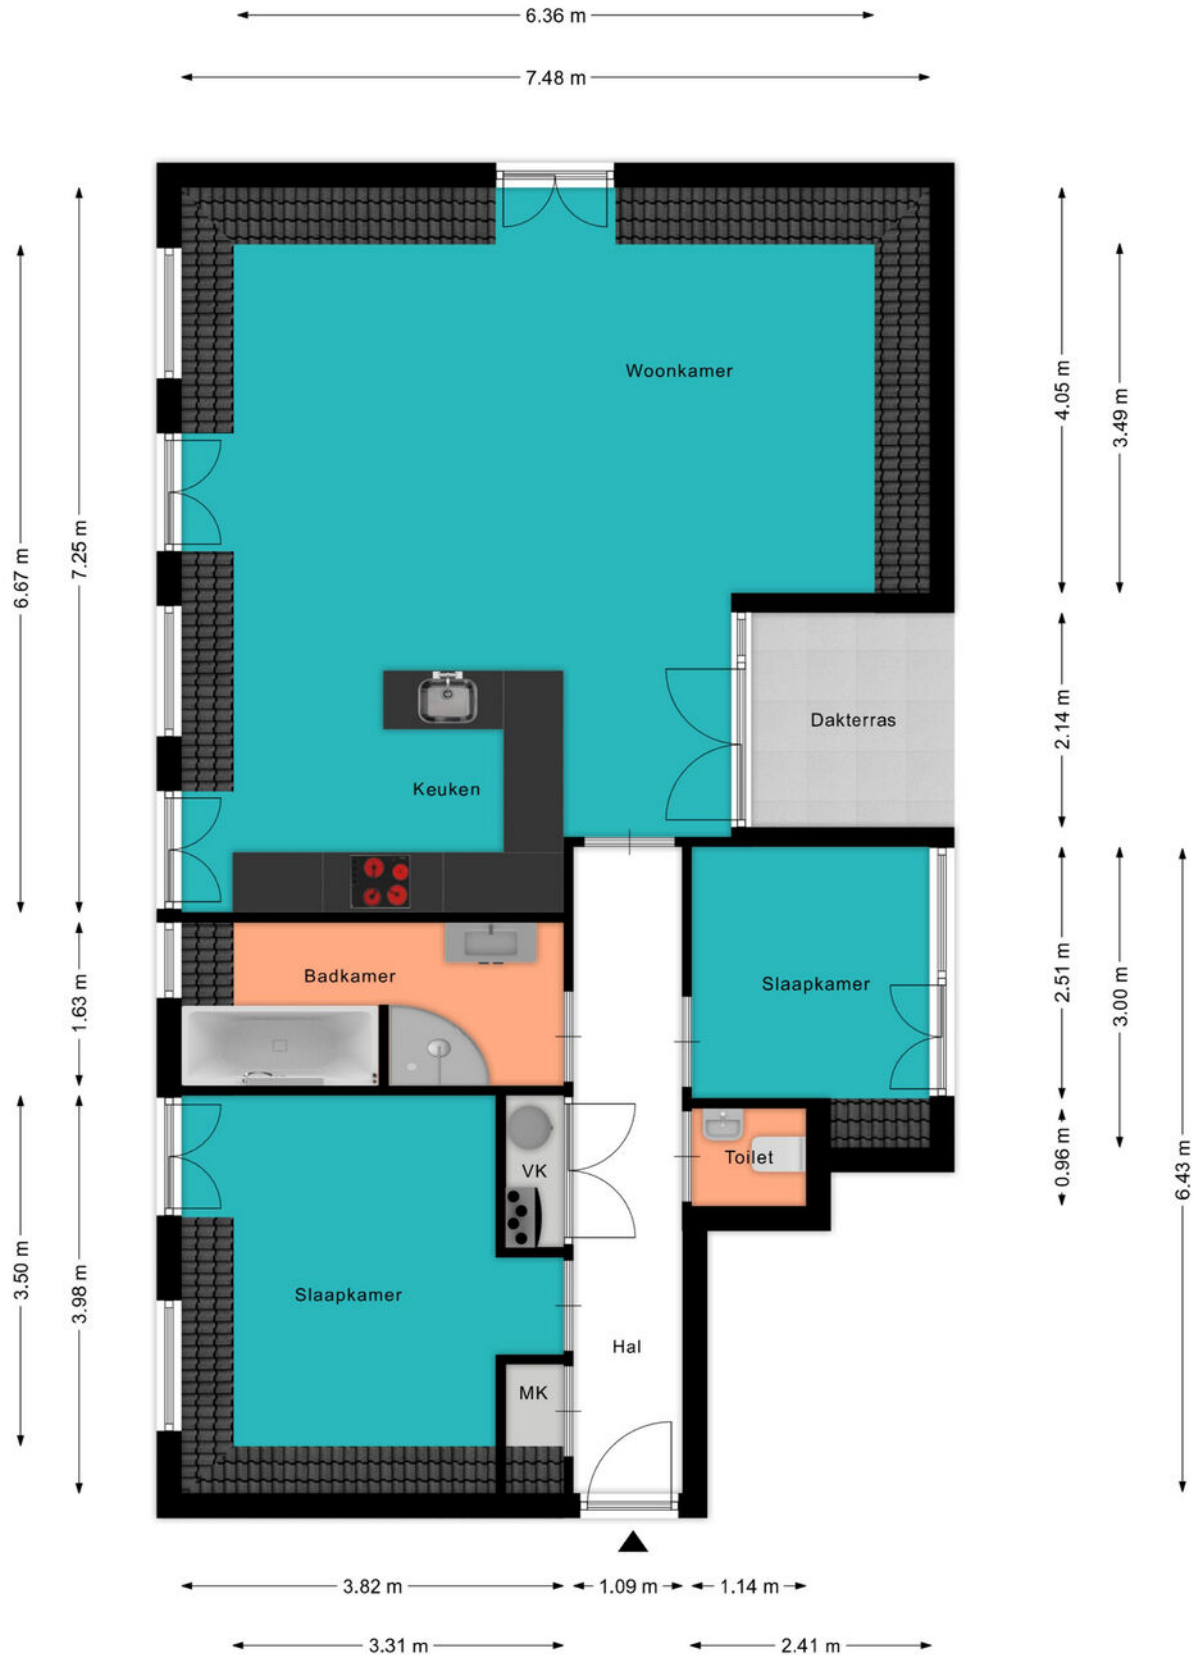 6.36 m
7.48 m
Woonkamer
4.05 m
3.49 m
6.67 m
7.25 m
Dakterras
2.14 m
Keuken
Badkamer
Slaapkamer
1.63 m
2.51 m
3.00 m
VK
Toilet
0.96 m
6.43 m
3.50 m
3.98 m
Slaapkamer
Hal
MK
3.82 m
1.09 m
1.14 m
3.31 m
2.41 m